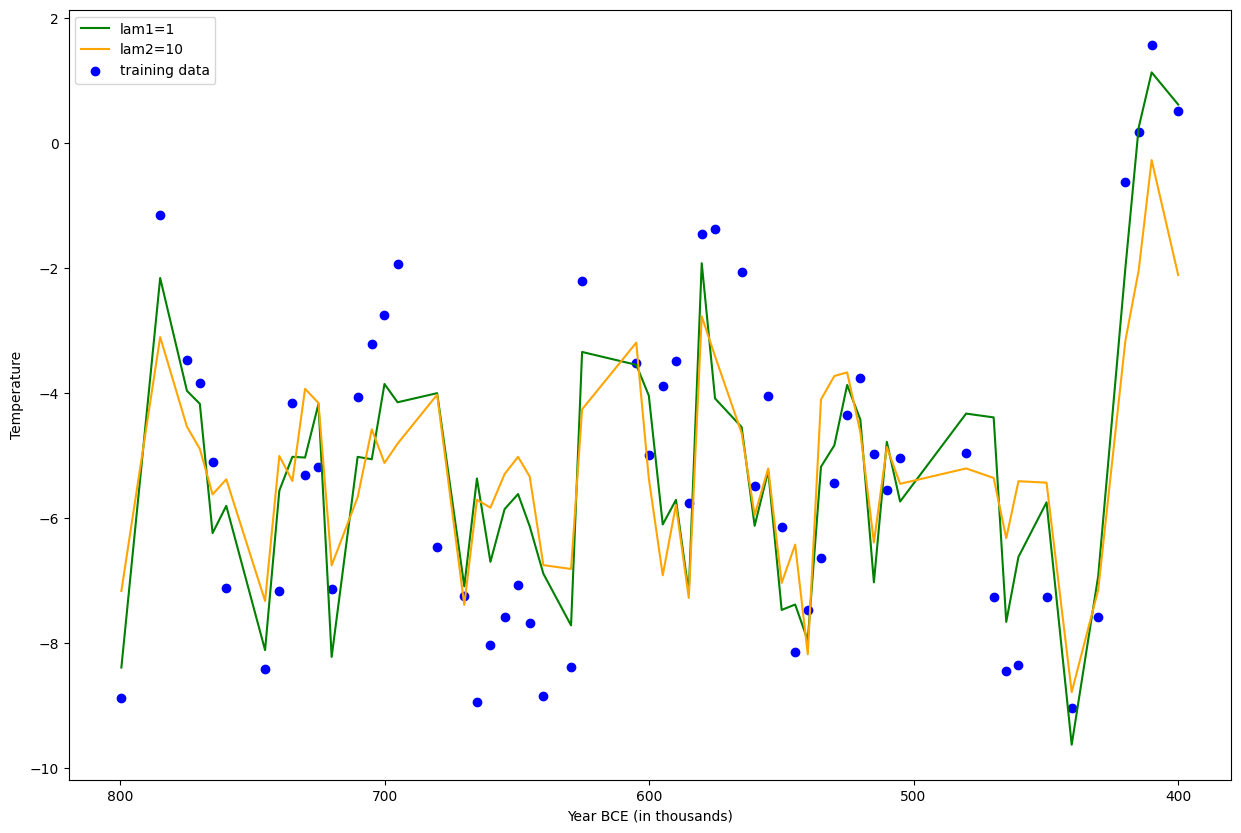 lam1=1
lam2=10
training data
2
0
−2
−4
−6
−8
−10
Temperature
800
700
600
500
400
Year BCE (in thousands)